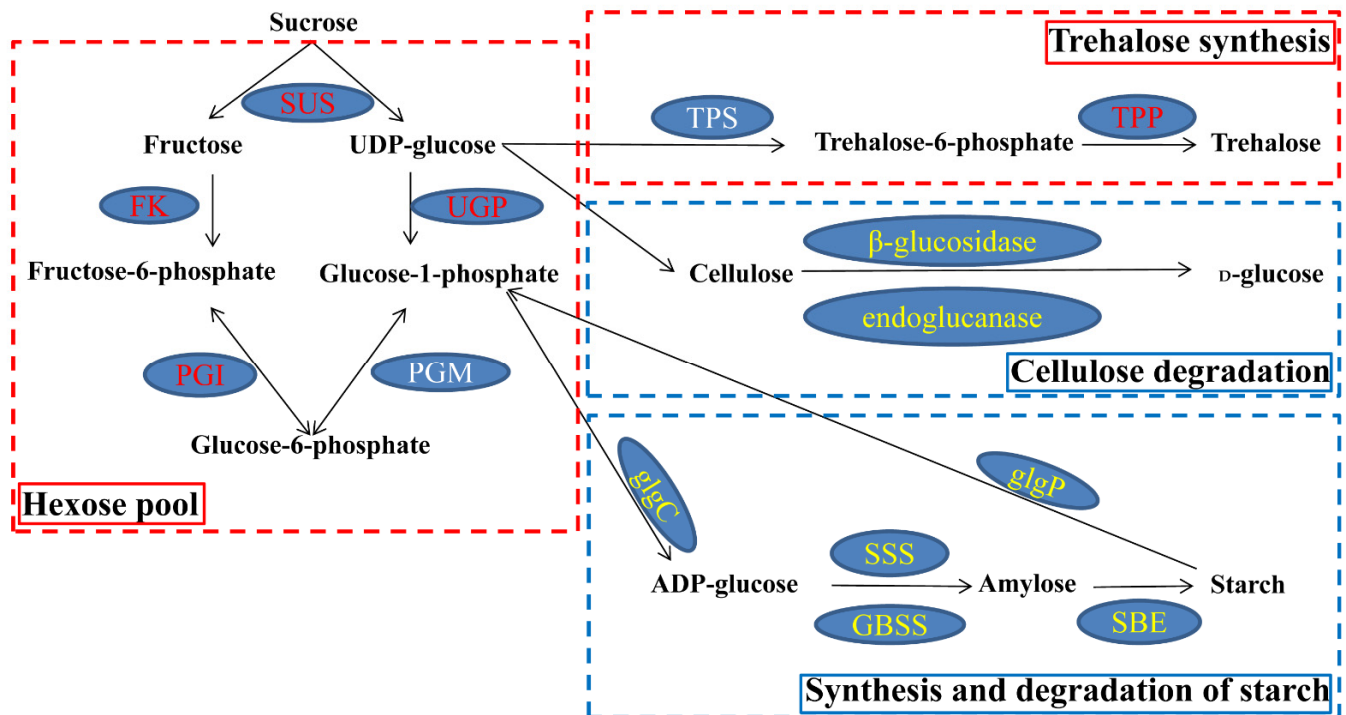 Sucrose
SUS
Fructose
UDP-glucose
FK
UGP
Fructose-6-phosphate
Glucose-1-phosphate
PGI
PGM
Glucose-6-phosphate
Hexose pool
Trehalose synthesis
TPS
TPP
Trehalose-6-phosphate
Trehalose
β-glucosidase
Cellulose
D-glucose
endoglucanase
Cellulose degradation
glgC
glgP
SSS
ADP-glucose
Amylose
Starch
GBSS
SBE
Synthesis and degradation of starch